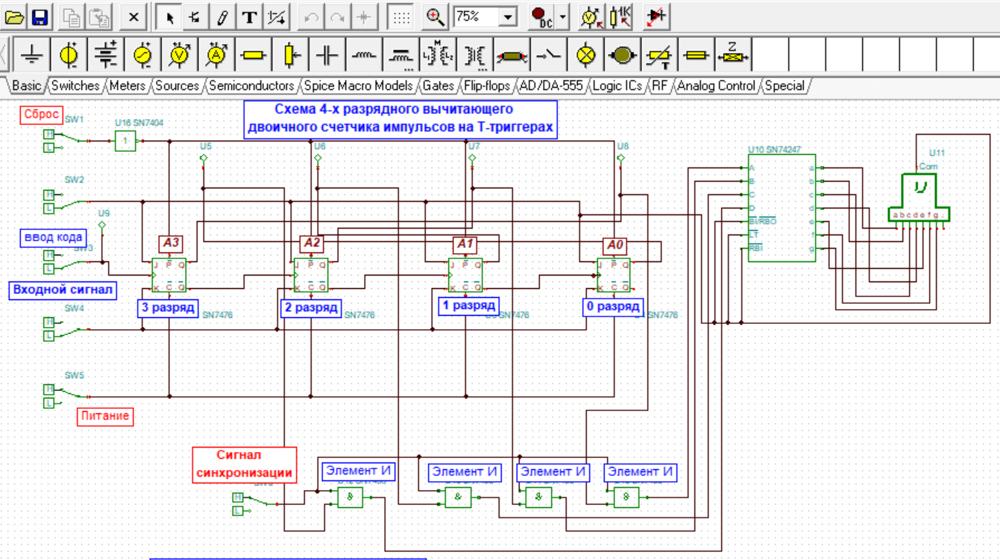 75%
DC
1K
M
L1 L2
T
Z
Basic Switches Meters Sources Semiconductors Spice Macro Models Gates Flip-flops AD/DA-555 Logic ICs RF Analog Control Special
Сброс
SW1
H
L
U16 SN7404
1
Схема 4-х разрядного вычитающего
двоичного счетчика импульсов на Т-триггерах
U5
U6
U7
U8
U10 SN74247
U11
Com
SW2
H
L
U9
A
B
C
D
BI/RBO
LT
RBI
a
b
c
d
e
f
g
a b c d e f g .
ввод кода
H
L
A3
A2
A1
A0
J P Q
K C Q
J P Q
K C Q
J P Q
K C Q
J P Q
K C Q
Входной сигнал
3 разряд
2 разряд
1 разряд
0 разряд
SN7476
SN7476
SN7476
SN7476
SW4
H
L
SW5
H
L
Питание
Сигнал
синхронизации
H
L
Элемент И
Элемент И
Элемент И
Элемент И
&
&
&
&